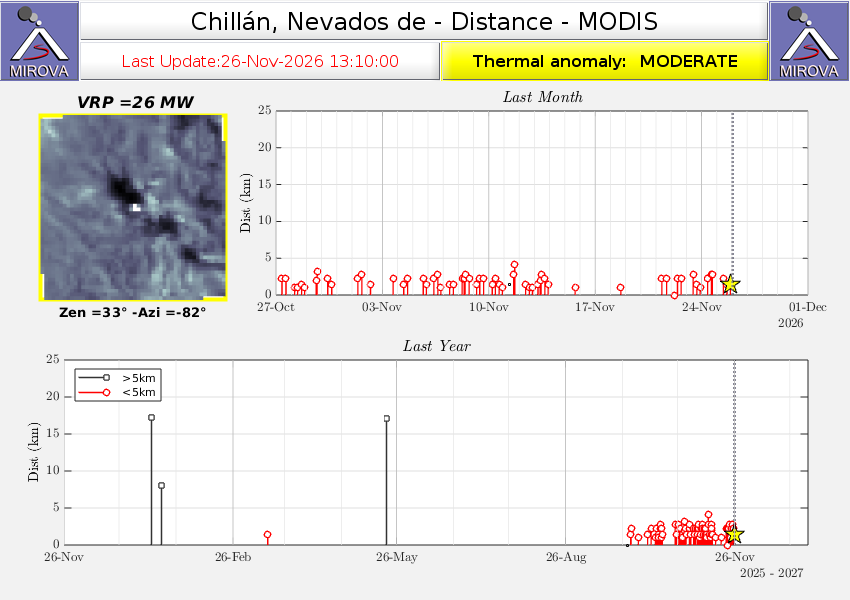 Chillán, Nevados de - Distance - MODIS
MIROVA
Last Update:26-Nov-2026 13:10:00
Thermal anomaly: MODERATE
MIROVA
VRP =26 MW
Zen =33° -Azi =-82°
Last Month
25
20
15
10
5
0
Dist (km)
27-Oct 03-Nov 10-Nov 17-Nov 24-Nov 01-Dec
2026
Last Year
>5km
<5km
25
20
15
10
5
0
Dist (km)
26-Nov 26-Feb 26-May 26-Aug 26-Nov
2025 - 2027